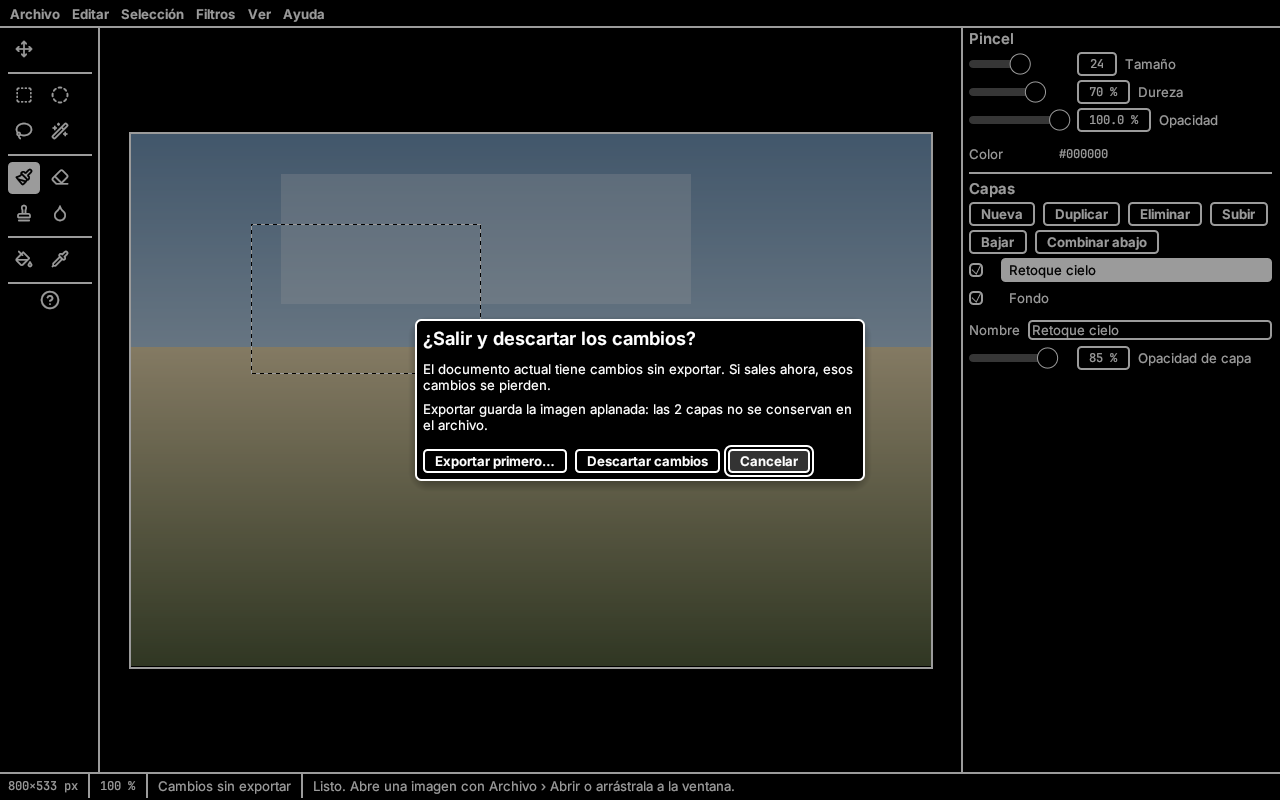 Archivo Editar Selección Filtros Ver Ayuda
Pincel
24 Tamaño
70 % Dureza
100.0 % Opacidad
Color #000000
Capas
Nueva Duplicar Eliminar Subir
Bajar Combinar abajo
Retoque cielo
Fondo
Nombre Retoque cielo
85 % Opacidad de capa
¿Salir y descartar los cambios?
El documento actual tiene cambios sin exportar. Si sales ahora, esos
cambios se pierden.
Exportar guarda la imagen aplanada: las 2 capas no se conservan en
el archivo.
Exportar primero… Descartar cambios Cancelar
800×533 px 100 % Cambios sin exportar Listo. Abre una imagen con Archivo › Abrir o arrástrala a la ventana.